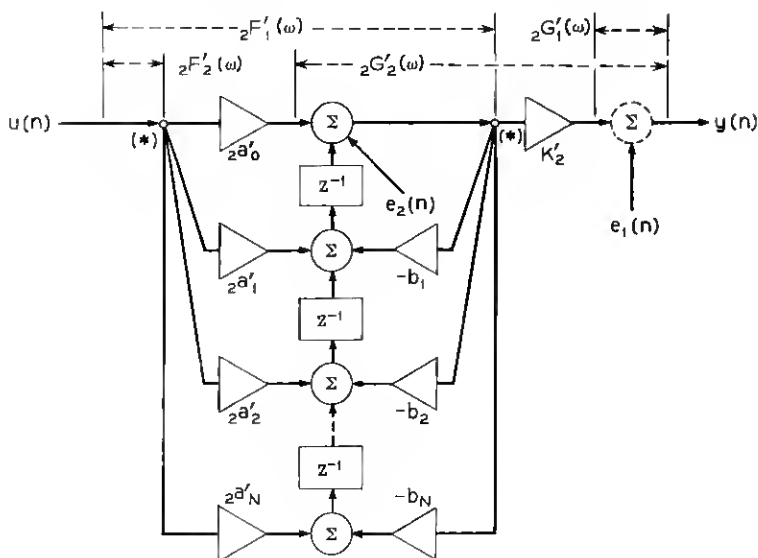 ₂F′₁(ω)
₂G′₁(ω)
₂F′₂(ω)
₂G′₂(ω)
u(n)
(*)
₂a′₀
Σ
(*)
K′₂
Σ
y(n)
z⁻¹
e₂(n)
e₁(n)
₂a′₁
Σ
-b₁
z⁻¹
₂a′₂
Σ
-b₂
z⁻¹
₂a′N
Σ
-bN